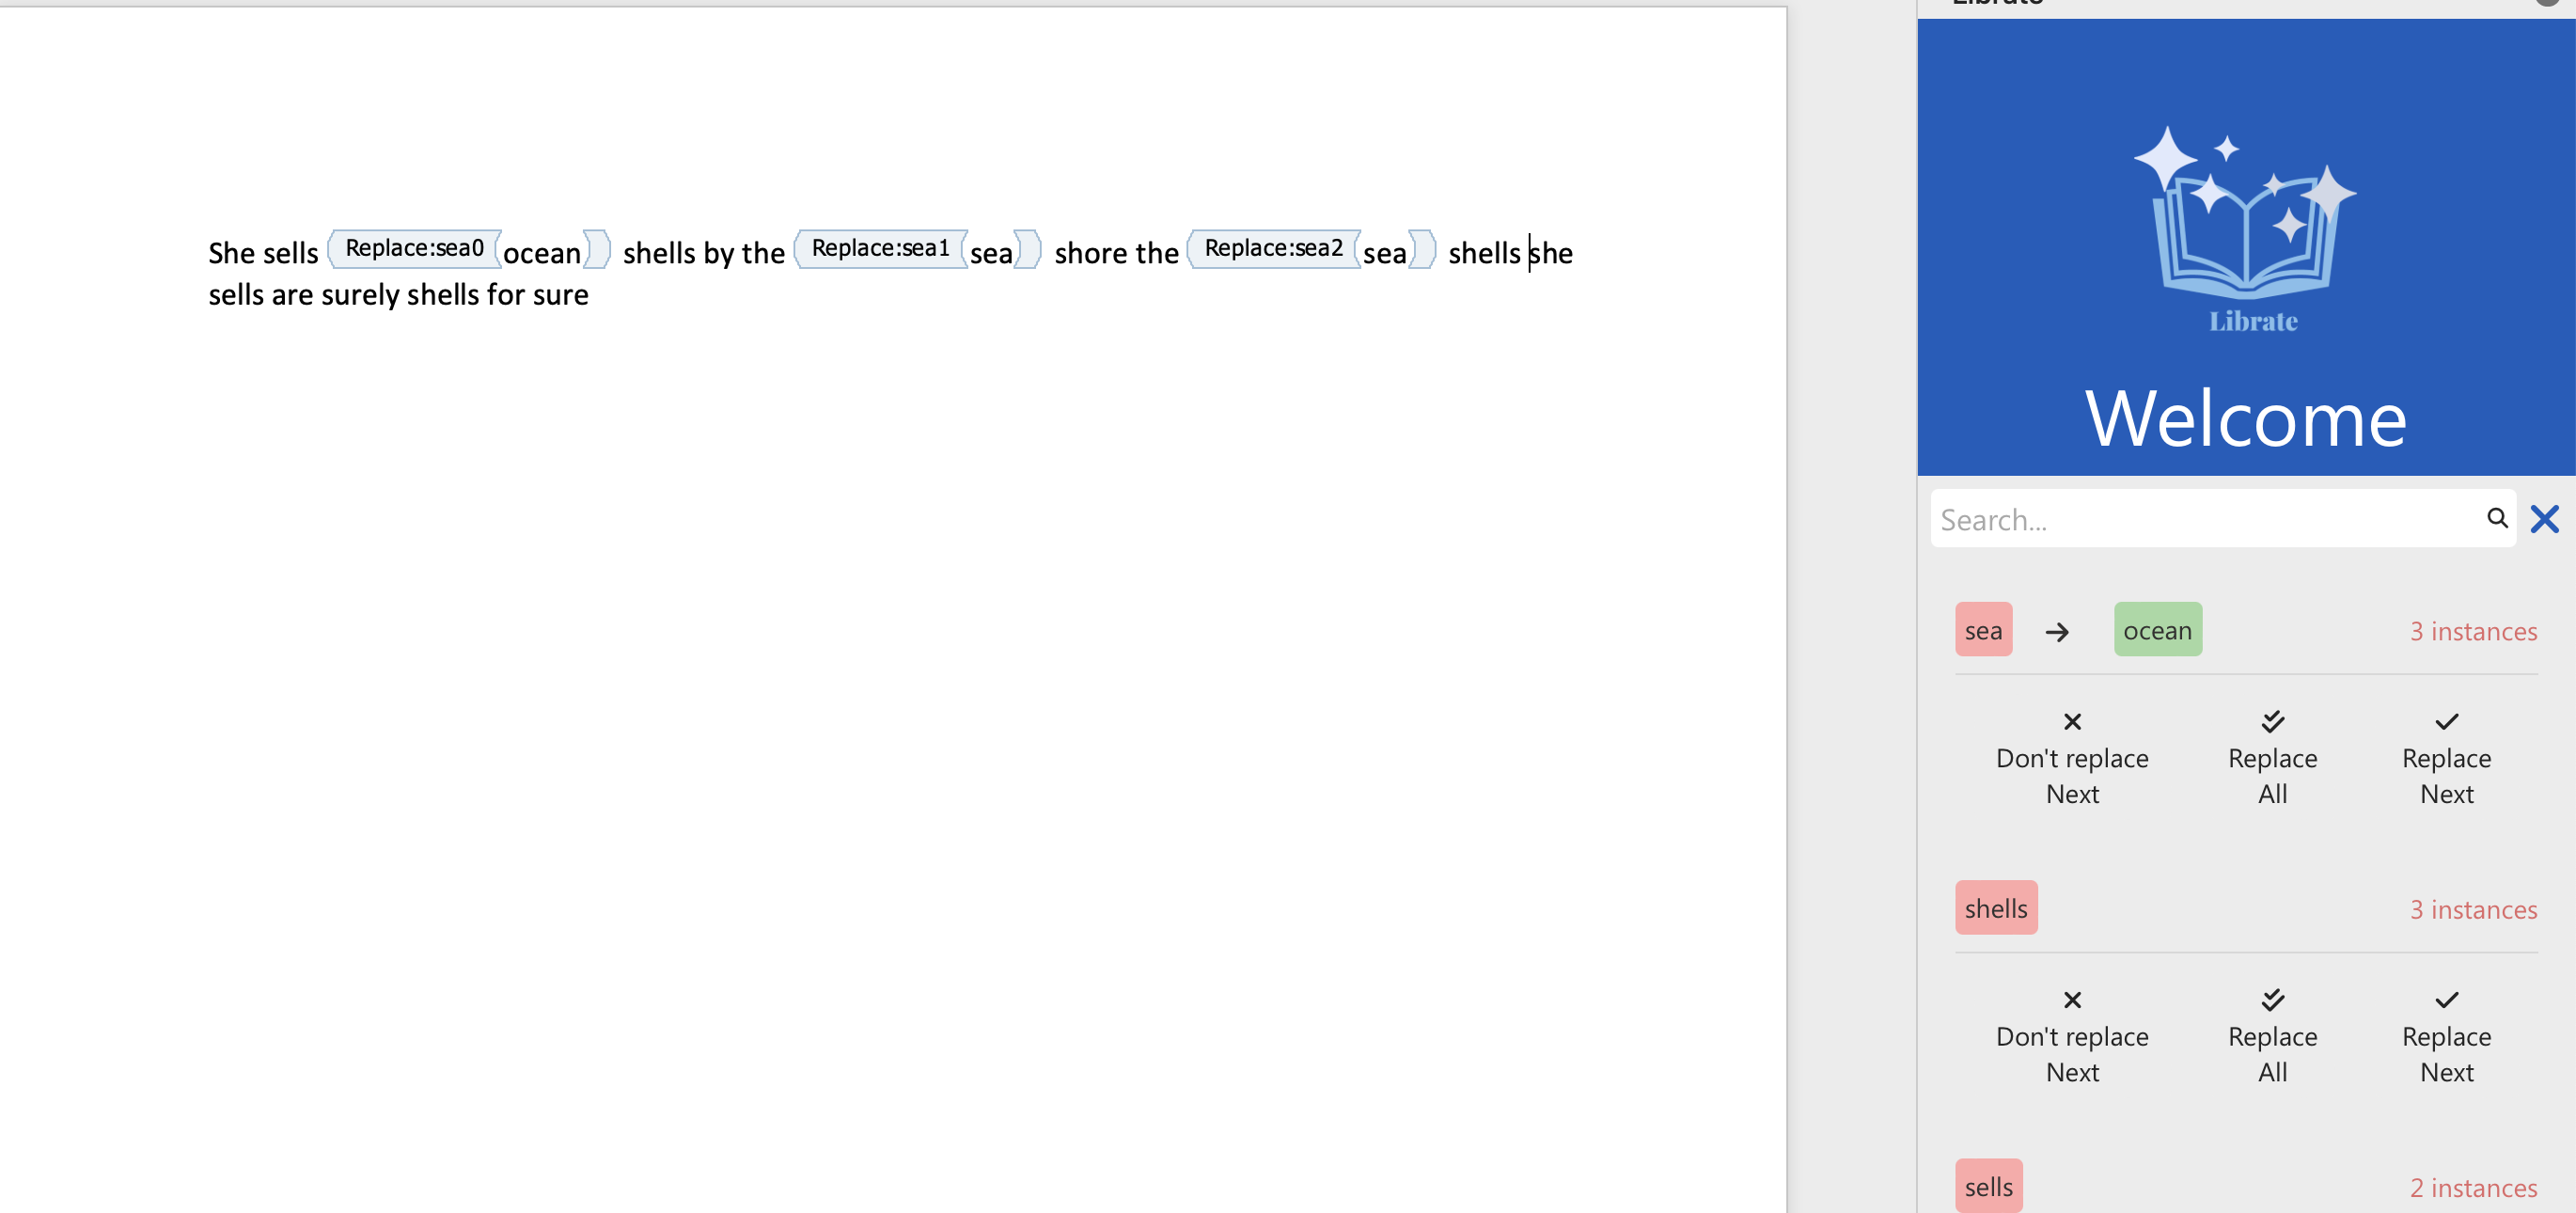 Librate
She sells Replace:sea0 ocean shells by the Replace:sea1 sea shore the Replace:sea2 sea shells she
sells are surely shells for sure
Librate
Welcome
Search...
sea → ocean 3 instances
Don't replace Next
Replace All
Replace Next
shells 3 instances
Don't replace Next
Replace All
Replace Next
sells 2 instances